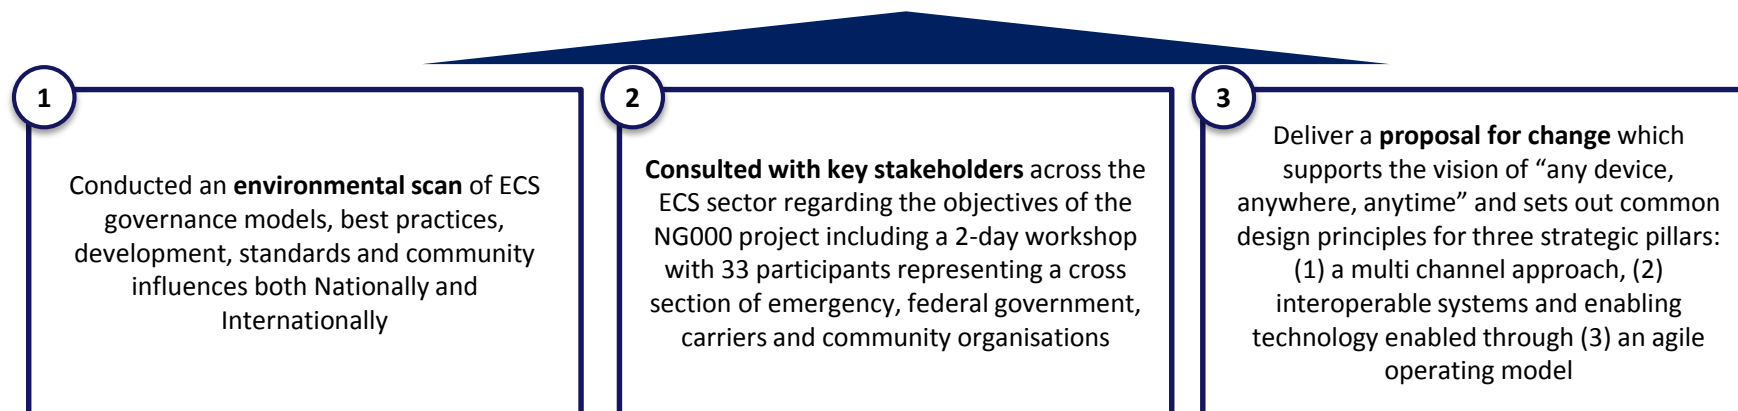 1
Conducted an environmental scan of ECS
governance models, best practices,
development, standards and community
influences both Nationally and
Internationally
2
Consulted with key stakeholders across the
ECS sector regarding the objectives of the
NG000 project including a 2-day workshop
with 33 participants representing a cross
section of emergency, federal government,
carriers and community organisations
3
Deliver a proposal for change which
supports the vision of “any device,
anywhere, anytime” and sets out common
design principles for three strategic pillars:
(1) a multi channel approach, (2)
interoperable systems and enabling
technology enabled through (3) an agile
operating model